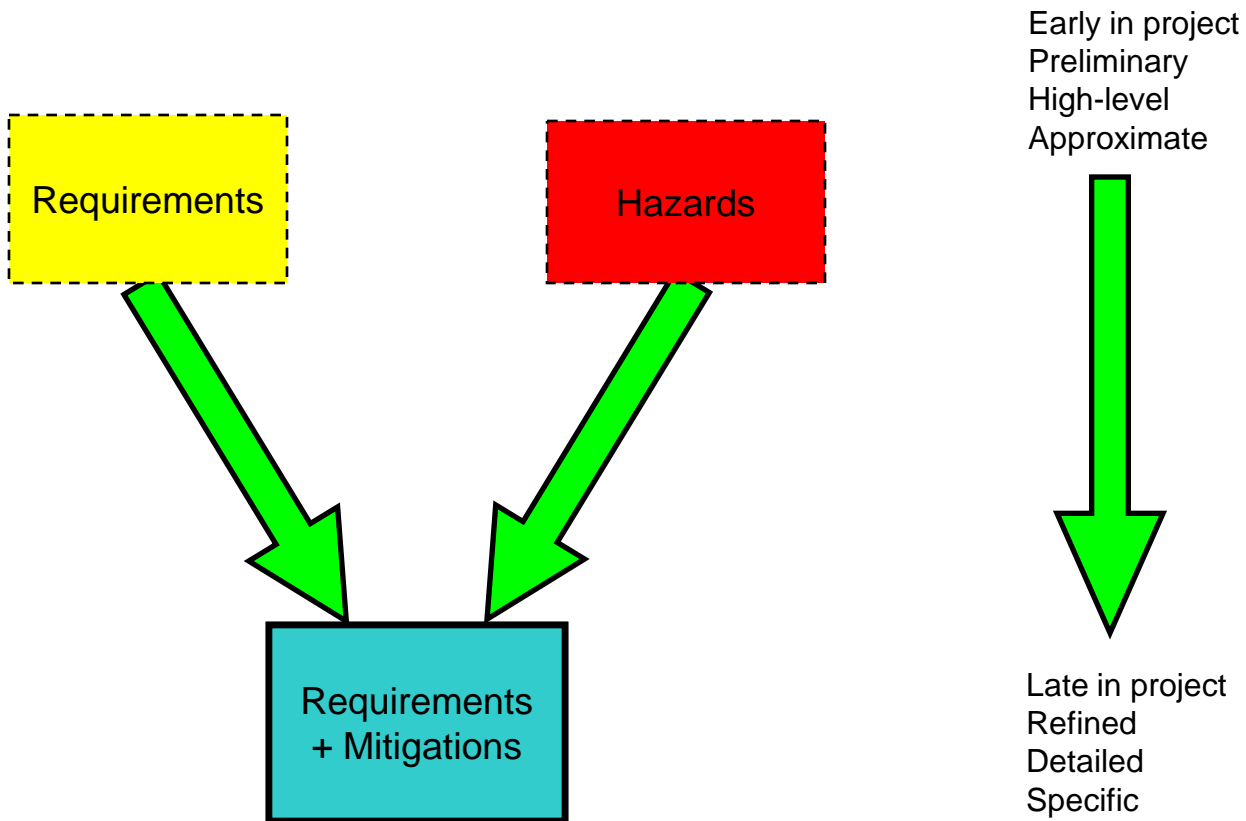 Early in project
Preliminary
High-level
Approximate
Requirements
Hazards
Requirements
+ Mitigations
Late in project
Refined
Detailed
Specific